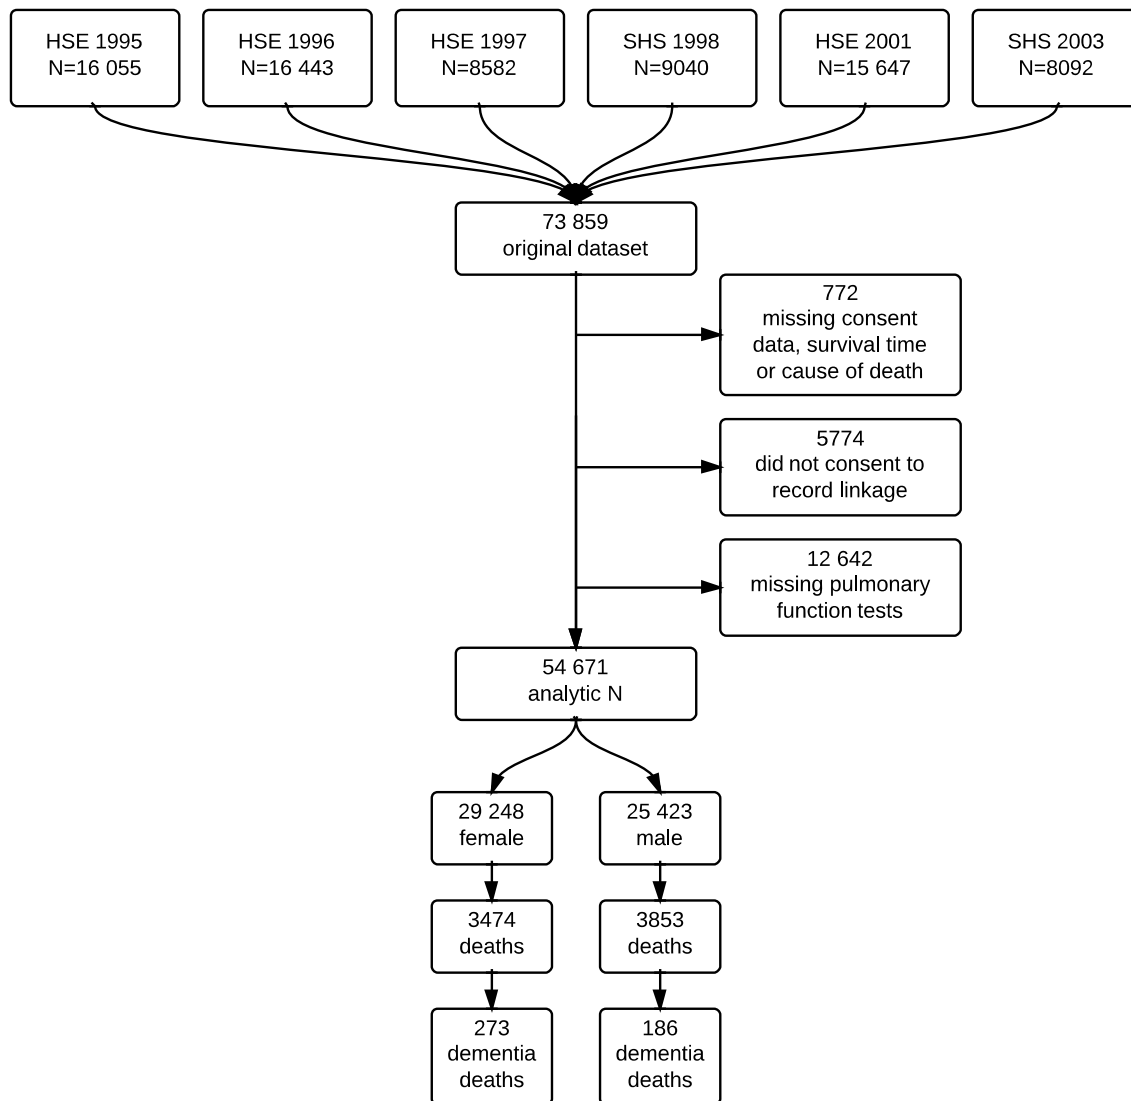 HSE 1995
N=16 055
HSE 1996
N=16 443
HSE 1997
N=8582
SHS 1998
N=9040
HSE 2001
N=15 647
SHS 2003
N=8092
73 859
original dataset
772
missing consent
data, survival time
or cause of death
5774
did not consent to
record linkage
12 642
missing pulmonary
function tests
54 671
analytic N
29 248
female
25 423
male
3474
deaths
3853
deaths
273
dementia
deaths
186
dementia
deaths